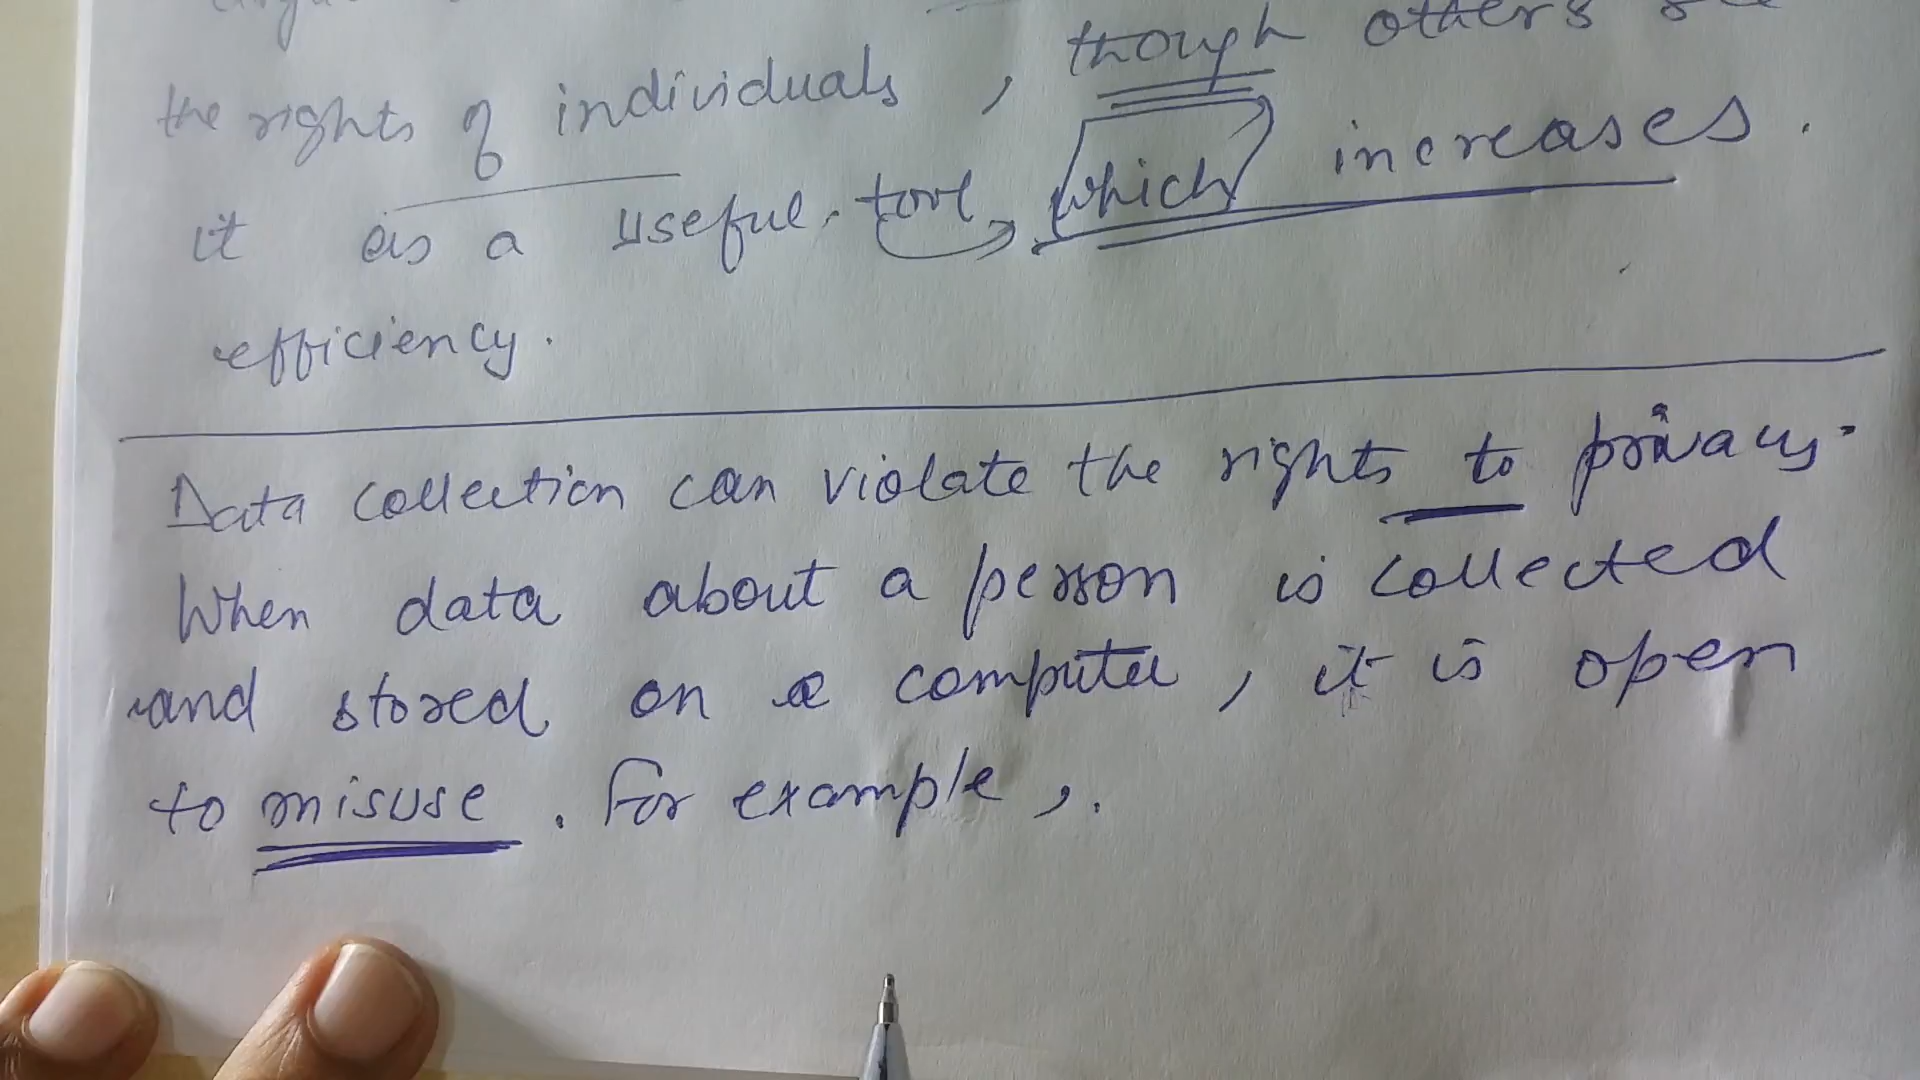 the rights of individuals, though others
it as a useful tool which increases.
efficiency.
Data collection can violate the rights to privacy.
When data about a person is collected
and stored on a computer, it is open
to misuse. For example,.